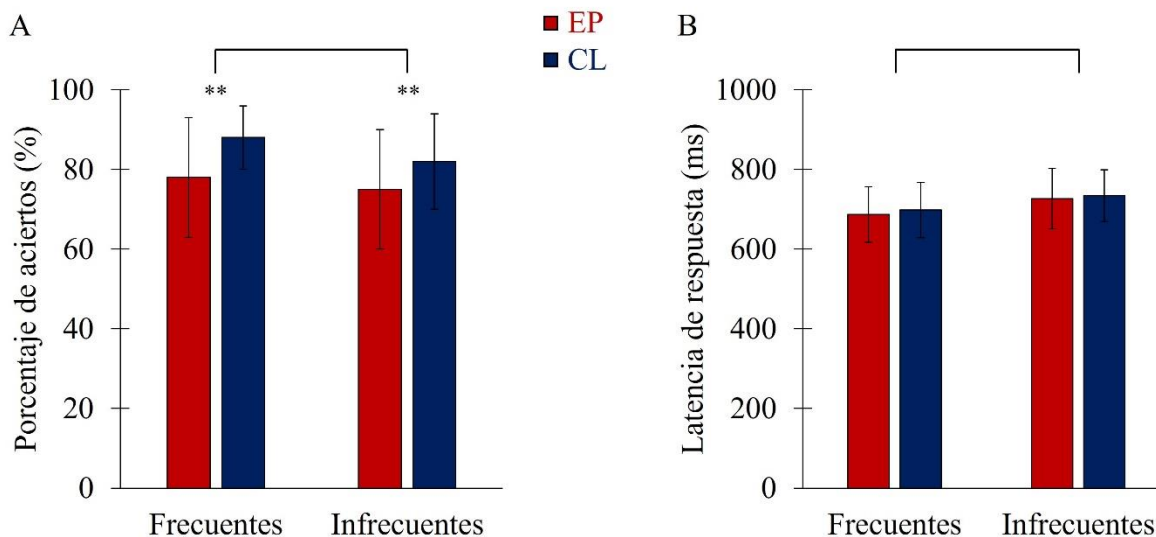 A
EP
CL
B
Porcentaje de aciertos (%)
100
80
60
40
20
0
**
**
Frecuentes
Infrecuentes
Latencia de respuesta (ms)
1000
800
600
400
200
0
Frecuentes
Infrecuentes